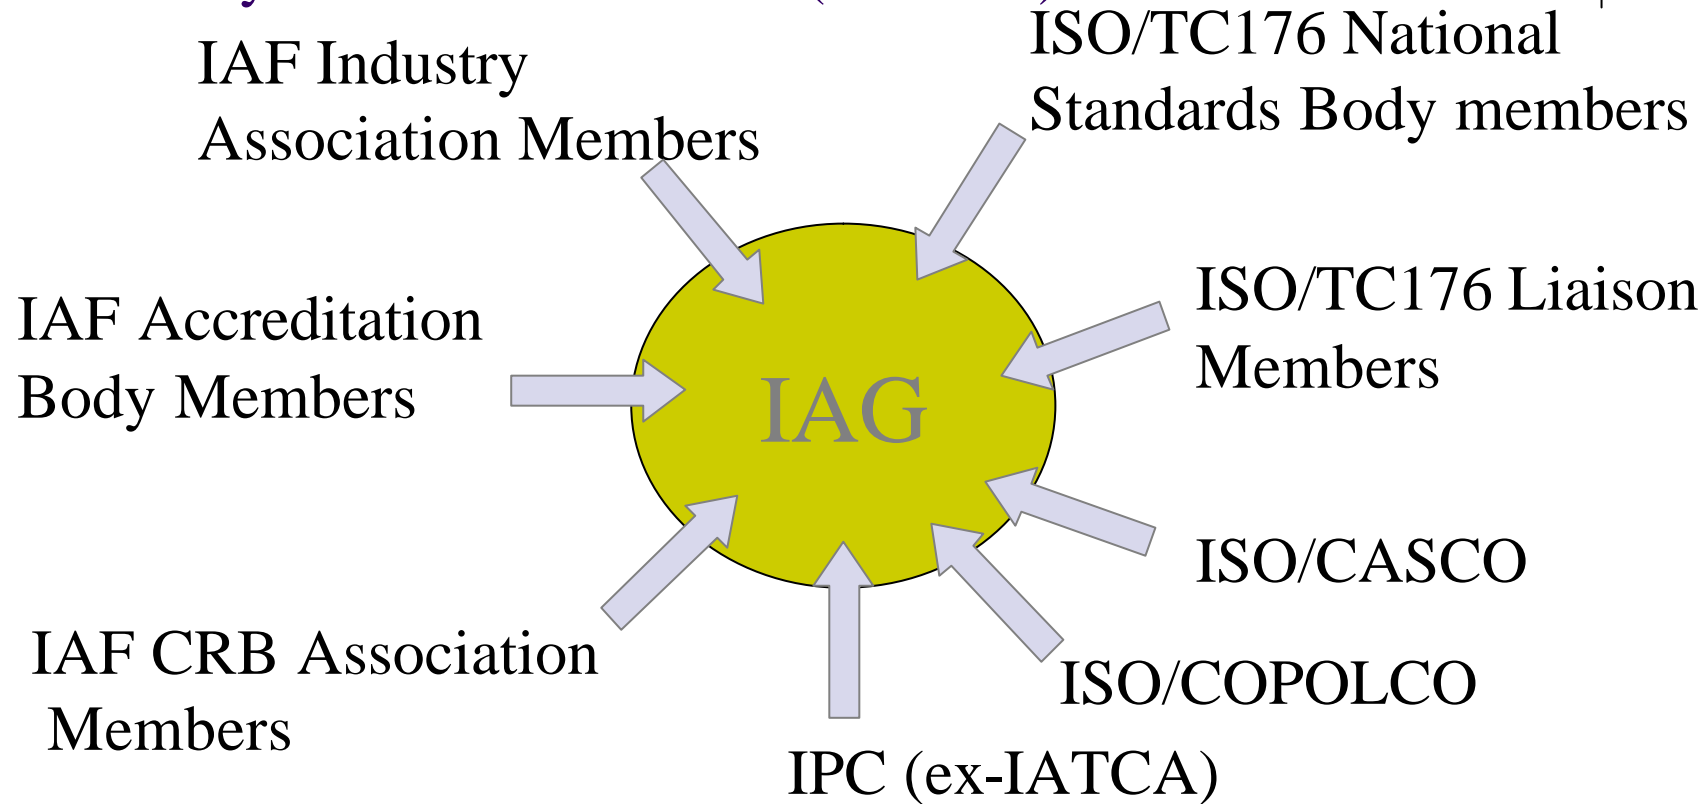 IAF Industry
Association Members
ISO/TC176 National
Standards Body members
IAF Accreditation
Body Members
IAG
ISO/TC176 Liaison
Members
ISO/CASCO
IAF CRB Association
Members
ISO/COPOLCO
IPC (ex-IATCA)